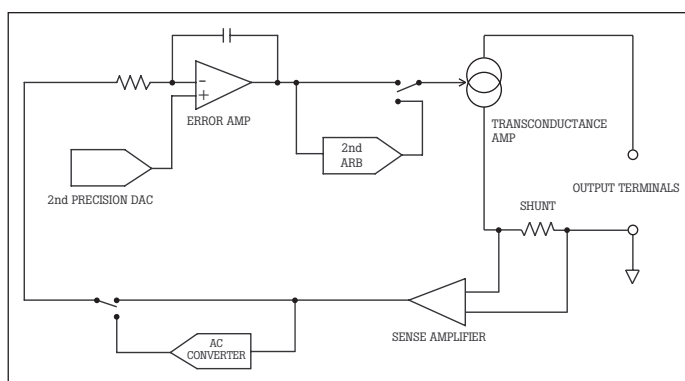 -
+
ERROR AMP
2nd
ARB
TRANSCONDUCTANCE
AMP
2nd PRECISION DAC
OUTPUT TERMINALS
SHUNT
SENSE AMPLIFIER
AC
CONVERTER